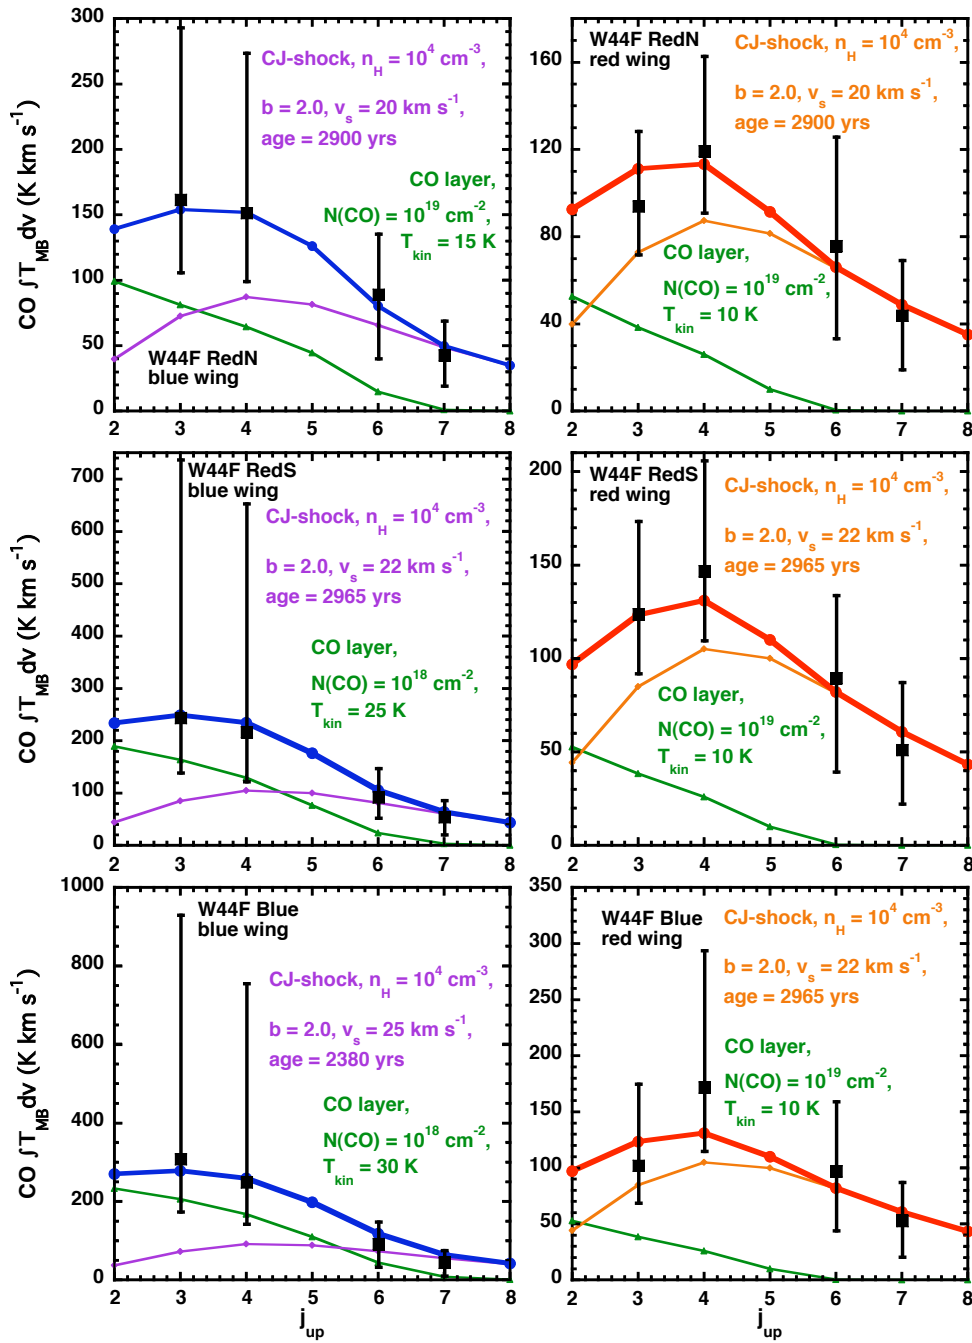 300
250
200
150
100
50
0
2 3 4 5 6 7 8
CO ∫T_MB dv (K km s^-1)
CJ-shock, n_H = 10^4 cm^-3,
b = 2.0, v_s = 20 km s^-1,
age = 2900 yrs
CO layer,
N(CO) = 10^19 cm^-2,
T_kin = 15 K
W44F RedN
blue wing
160
120
80
40
0
2 3 4 5 6 7 8
W44F RedN
red wing
CJ-shock, n_H = 10^4 cm^-3,
b = 2.0, v_s = 20 km s^-1,
age = 2900 yrs
CO layer,
N(CO) = 10^19 cm^-2,
T_kin = 10 K
700
600
500
400
300
200
100
0
2 3 4 5 6 7 8
CO ∫T_MB dv (K km s^-1)
W44F RedS
blue wing
CJ-shock, n_H = 10^4 cm^-3,
b = 2.0, v_s = 22 km s^-1,
age = 2965 yrs
CO layer,
N(CO) = 10^18 cm^-2,
T_kin = 25 K
200
150
100
50
0
2 3 4 5 6 7 8
W44F RedS
red wing
CJ-shock, n_H = 10^4 cm^-3,
b = 2.0, v_s = 22 km s^-1,
age = 2965 yrs
CO layer,
N(CO) = 10^19 cm^-2,
T_kin = 10 K
1000
800
600
400
200
0
2 3 4 5 6 7 8
CO ∫T_MB dv (K km s^-1)
j_up
W44F Blue
blue wing
CJ-shock, n_H = 10^4 cm^-3
b = 2.0, v_s = 25 km s^-1,
age = 2380 yrs
CO layer,
N(CO) = 10^18 cm^-2,
T_kin = 30 K
350
300
250
200
150
100
50
0
2 3 4 5 6 7 8
j_up
W44F Blue
red wing
CJ-shock, n_H = 10^4 cm^-3,
b = 2.0, v_s = 22 km s^-1,
age = 2965 yrs
CO layer,
N(CO) = 10^19 cm^-2,
T_kin = 10 K